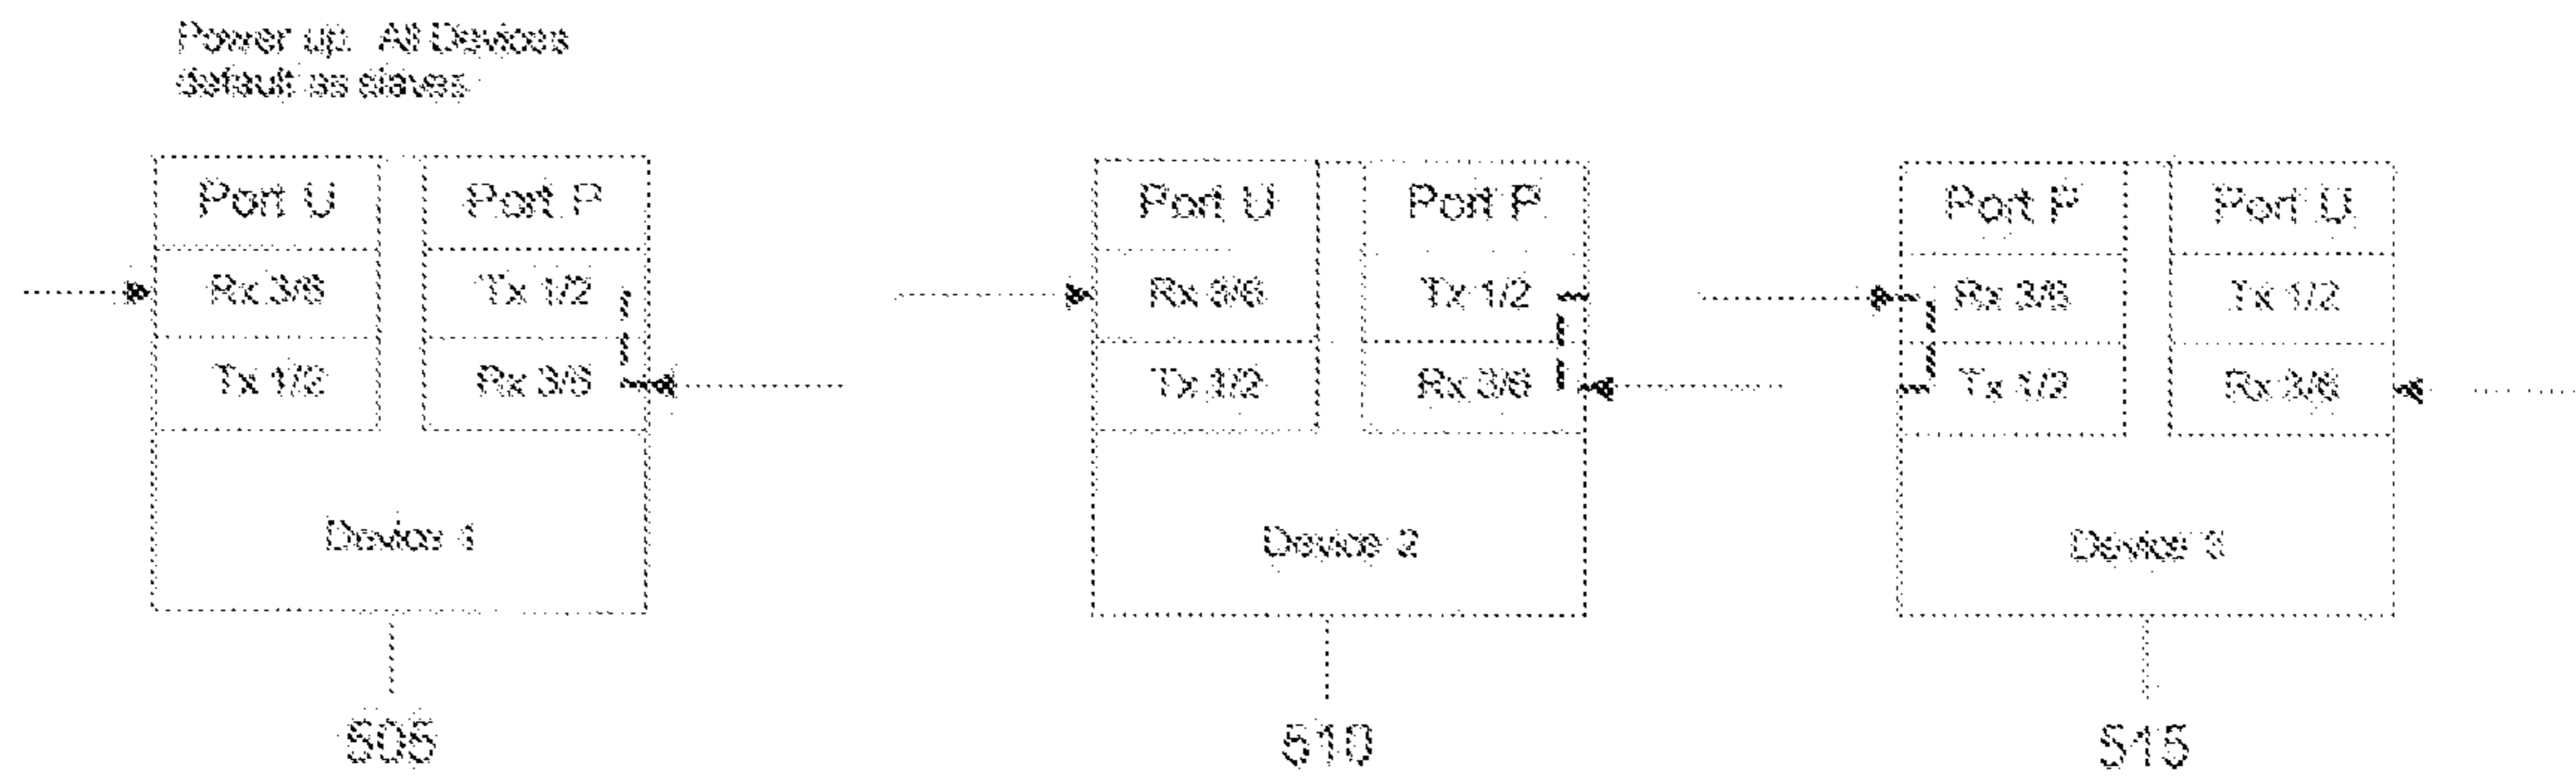 Power up. All Devices
default as slaves
Port U
Port P
Rx 3/6
Tx 1/2
Tx 1/2
Rx 3/6
Device 1
505
Port U
Port P
Rx 3/6
Tx 1/2
Tx 1/2
Rx 3/6
Device 2
510
Port P
Port U
Rx 3/6
Tx 1/2
Tx 1/2
Rx 3/6
Device 3
515